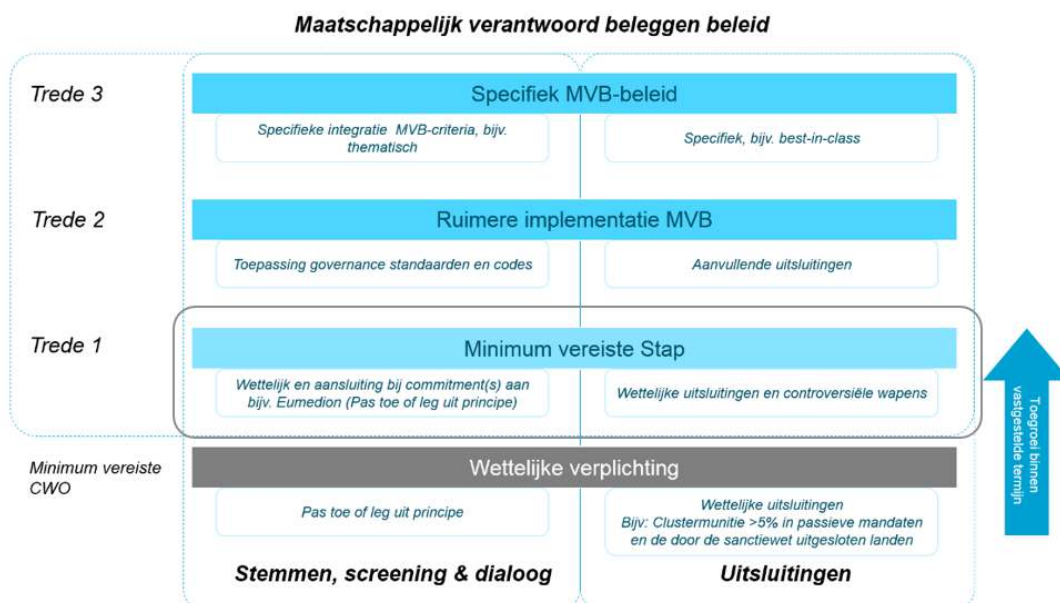 Maatschappelijk verantwoord beleggen beleid
Trede 3
Specifiek MVB-beleid
Specifieke integratie MVB-criteria, bijv.
thematisch
Specifiek, bijv. best-in-class
Trede 2
Ruimere implementatie MVB
Toepassing governance standaarden en codes
Aanvullende uitsluitingen
Trede 1
Minimum vereiste Stap
Wettelijk en aansluiting bij commitment(s) aan
bijv. Eumedion (Pas toe of leg uit principe)
Wettelijke uitsluitingen en controversiële wapens
Toegroei binnen
vastgestelde termijn
Minimum vereiste
CWO
Wettelijke verplichting
Pas toe of leg uit principe
Wettelijke uitsluitingen
Bijv: Clustermunitie >5% in passieve mandaten
en de door de sanctiewet uitgesloten landen
Stemmen, screening & dialoog
Uitsluitingen